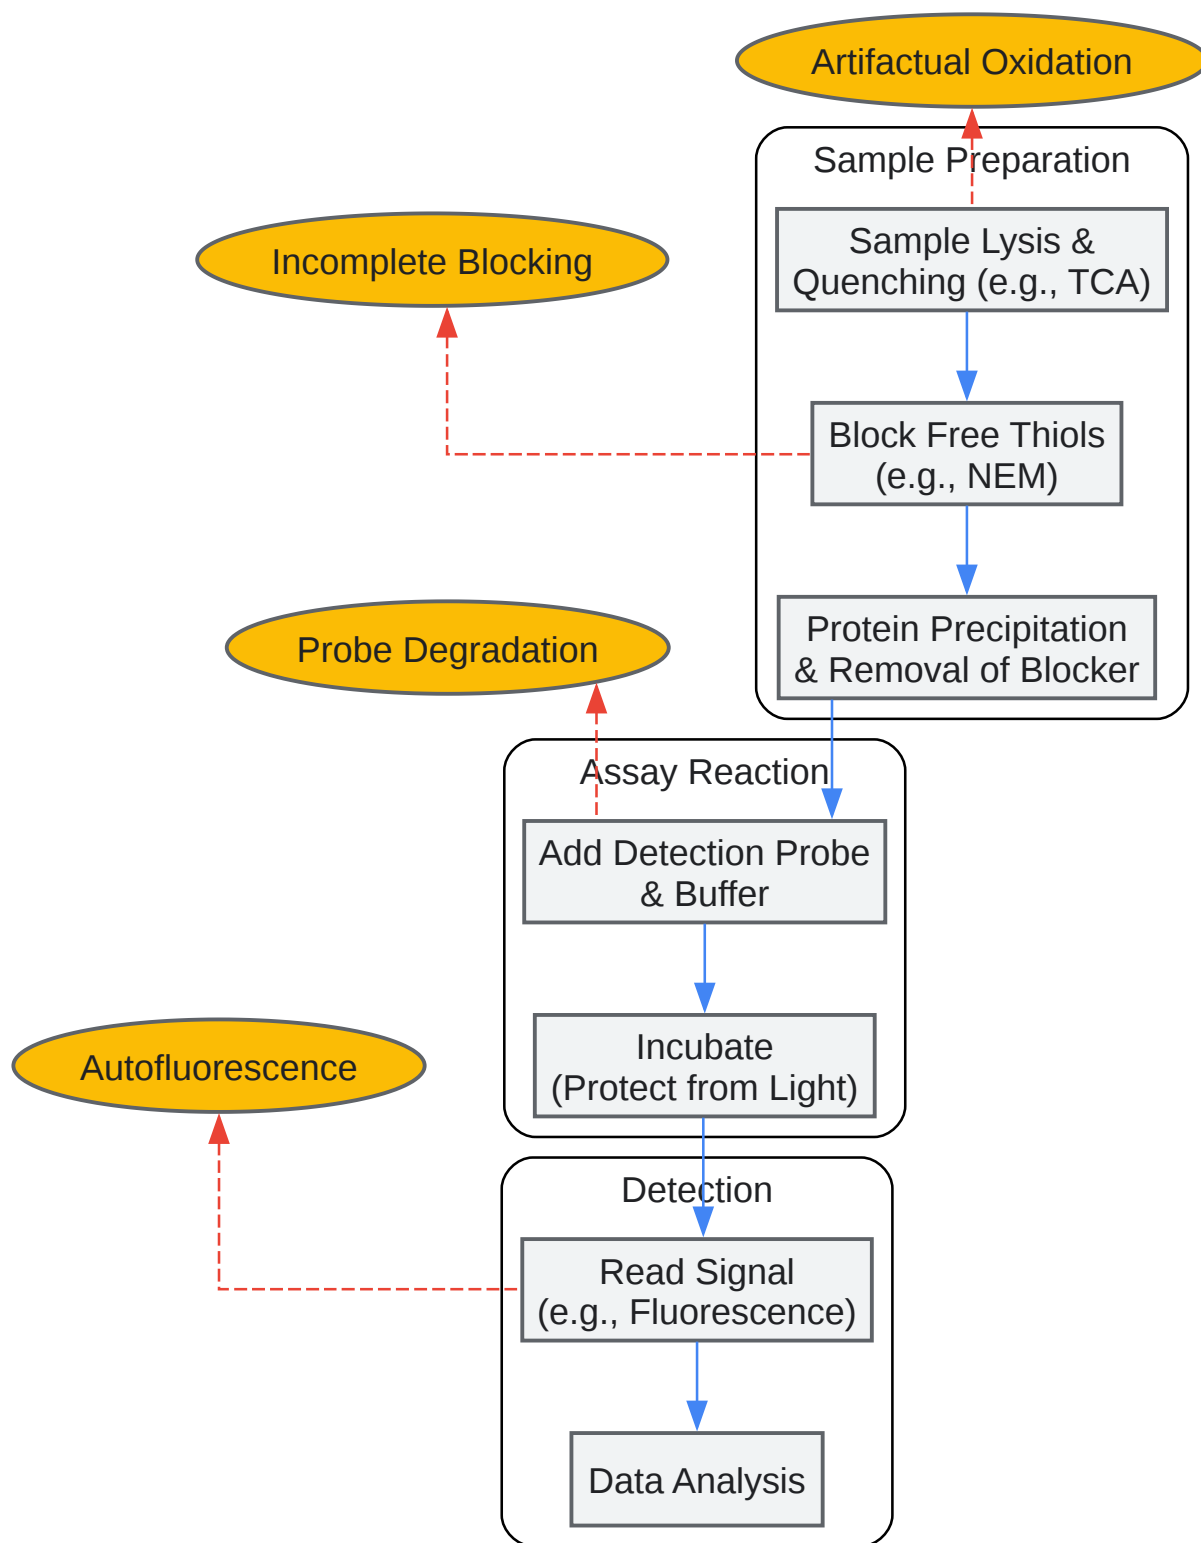 Artifactual Oxidation
Sample Preparation
Sample Lysis &
Quenching (e.g., TCA)
Incomplete Blocking
Block Free Thiols
(e.g., NEM)
Protein Precipitation
& Removal of Blocker
Probe Degradation
Assay Reaction
Add Detection Probe
& Buffer
Incubate
(Protect from Light)
Autofluorescence
Detection
Read Signal
(e.g., Fluorescence)
Data Analysis